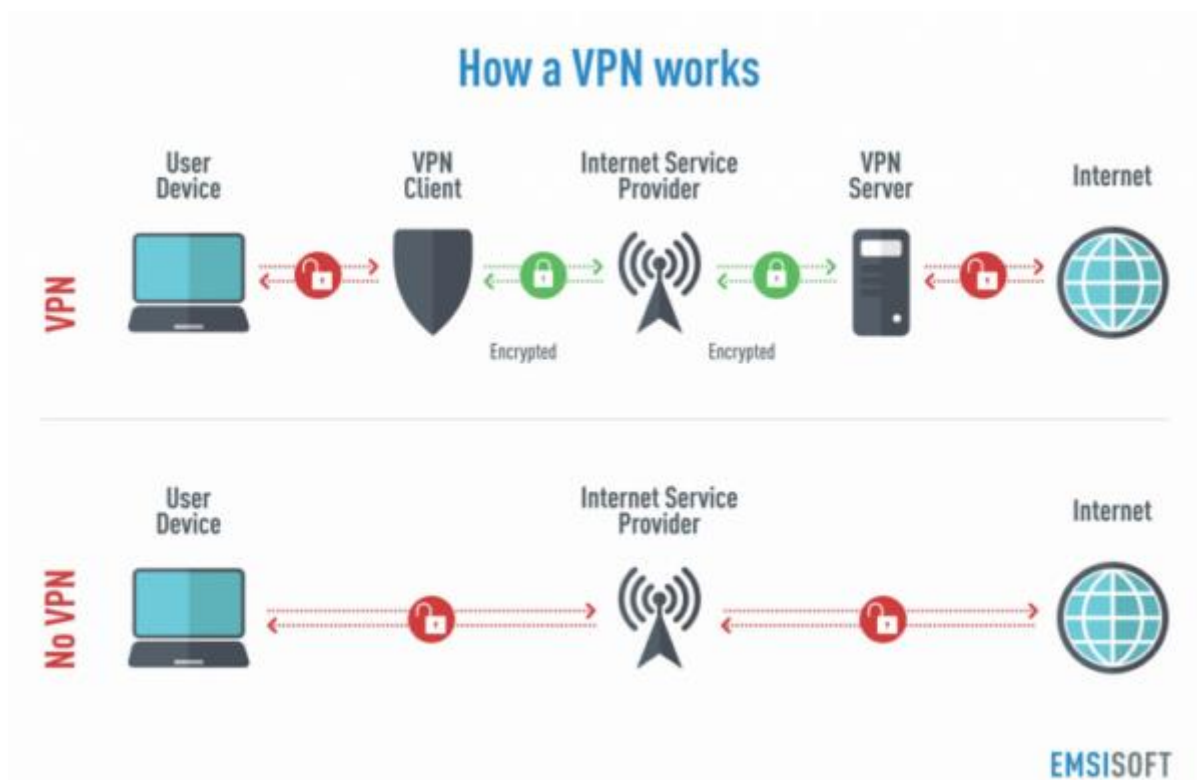 How a VPN works
User
Device
VPN
Client
Internet Service
Provider
VPN
Server
Internet
VPN
Encrypted
Encrypted
User
Device
Internet Service
Provider
Internet
No VPN
EMSISOFT